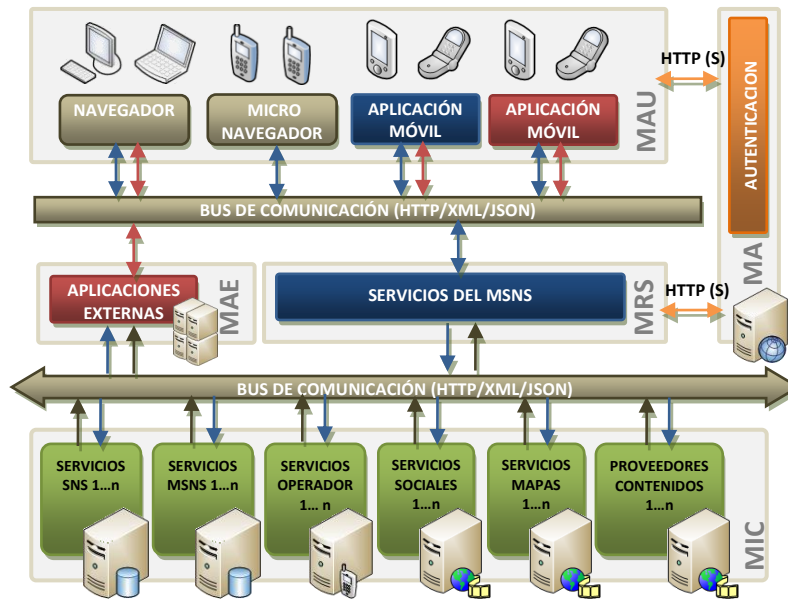 HTTP (S)
NAVEGADOR
MICRO
NAVEGADOR
APLICACIÓN
MÓVIL
APLICACIÓN
MÓVIL
MAU
AUTENTICACION
BUS DE COMUNICACIÓN (HTTP/XML/JSON)
APLICACIONES
EXTERNAS
MAE
SERVICIOS DEL MSNS
MRS
HTTP (S)
MA
BUS DE COMUNICACIÓN (HTTP/XML/JSON)
SERVICIOS
SNS 1...n
SERVICIOS
MSNS 1...n
SERVICIOS
OPERADOR
1... n
SERVICIOS
SOCIALES
1...n
SERVICIOS
MAPAS
1...n
PROVEEDORES
CONTENIDOS
1...n
MIC